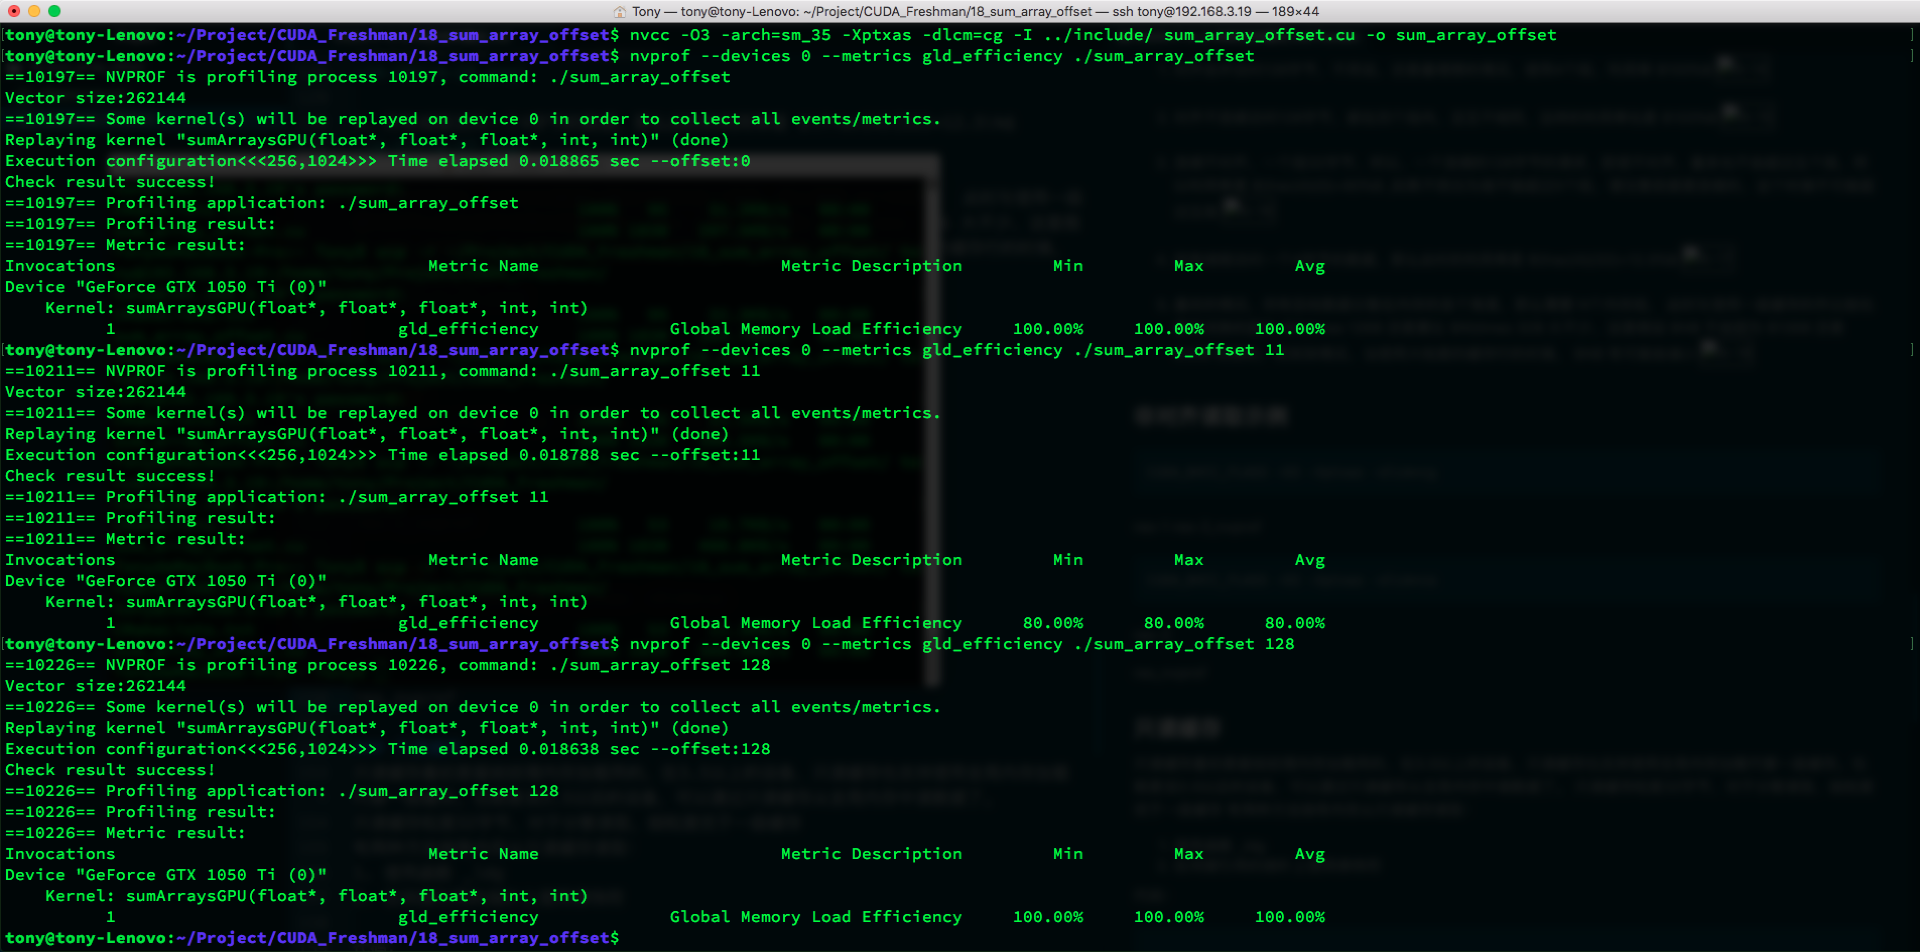 Tony — tony@tony-Lenovo: ~/Project/CUDA_Freshman/18_sum_array_offset — ssh tony@192.168.3.19 — 189×44
tony@tony-Lenovo:~/Project/CUDA_Freshman/18_sum_array_offset$ nvcc -O3 -arch=sm_35 -Xptxas -dlcm=cg -I ../include/ sum_array_offset.cu -o sum_array_offset
tony@tony-Lenovo:~/Project/CUDA_Freshman/18_sum_array_offset$ nvprof --devices 0 --metrics gld_efficiency ./sum_array_offset
==10197== NVPROF is profiling process 10197, command: ./sum_array_offset
Vector size:262144
==10197== Some kernel(s) will be replayed on device 0 in order to collect all events/metrics.
Replaying kernel "sumArraysGPU(float*, float*, float*, int, int)" (done)
Execution configuration<<<256,1024>>> Time elapsed 0.018865 sec --offset:0
Check result success!
==10197== Profiling application: ./sum_array_offset
==10197== Profiling result:
==10197== Metric result:
Invocations Metric Name Metric Description Min Max Avg
Device "GeForce GTX 1050 Ti (0)"
Kernel: sumArraysGPU(float*, float*, float*, int, int)
1 gld_efficiency Global Memory Load Efficiency 100.00% 100.00% 100.00%
tony@tony-Lenovo:~/Project/CUDA_Freshman/18_sum_array_offset$ nvprof --devices 0 --metrics gld_efficiency ./sum_array_offset 11
==10211== NVPROF is profiling process 10211, command: ./sum_array_offset 11
Vector size:262144
==10211== Some kernel(s) will be replayed on device 0 in order to collect all events/metrics.
Replaying kernel "sumArraysGPU(float*, float*, float*, int, int)" (done)
Execution configuration<<<256,1024>>> Time elapsed 0.018788 sec --offset:11
Check result success!
==10211== Profiling application: ./sum_array_offset 11
==10211== Profiling result:
==10211== Metric result:
Invocations Metric Name Metric Description Min Max Avg
Device "GeForce GTX 1050 Ti (0)"
Kernel: sumArraysGPU(float*, float*, float*, int, int)
1 gld_efficiency Global Memory Load Efficiency 80.00% 80.00% 80.00%
tony@tony-Lenovo:~/Project/CUDA_Freshman/18_sum_array_offset$ nvprof --devices 0 --metrics gld_efficiency ./sum_array_offset 128
==10226== NVPROF is profiling process 10226, command: ./sum_array_offset 128
Vector size:262144
==10226== Some kernel(s) will be replayed on device 0 in order to collect all events/metrics.
Replaying kernel "sumArraysGPU(float*, float*, float*, int, int)" (done)
Execution configuration<<<256,1024>>> Time elapsed 0.018638 sec --offset:128
Check result success!
==10226== Profiling application: ./sum_array_offset 128
==10226== Profiling result:
==10226== Metric result:
Invocations Metric Name Metric Description Min Max Avg
Device "GeForce GTX 1050 Ti (0)"
Kernel: sumArraysGPU(float*, float*, float*, int, int)
1 gld_efficiency Global Memory Load Efficiency 100.00% 100.00% 100.00%
tony@tony-Lenovo:~/Project/CUDA_Freshman/18_sum_array_offset$